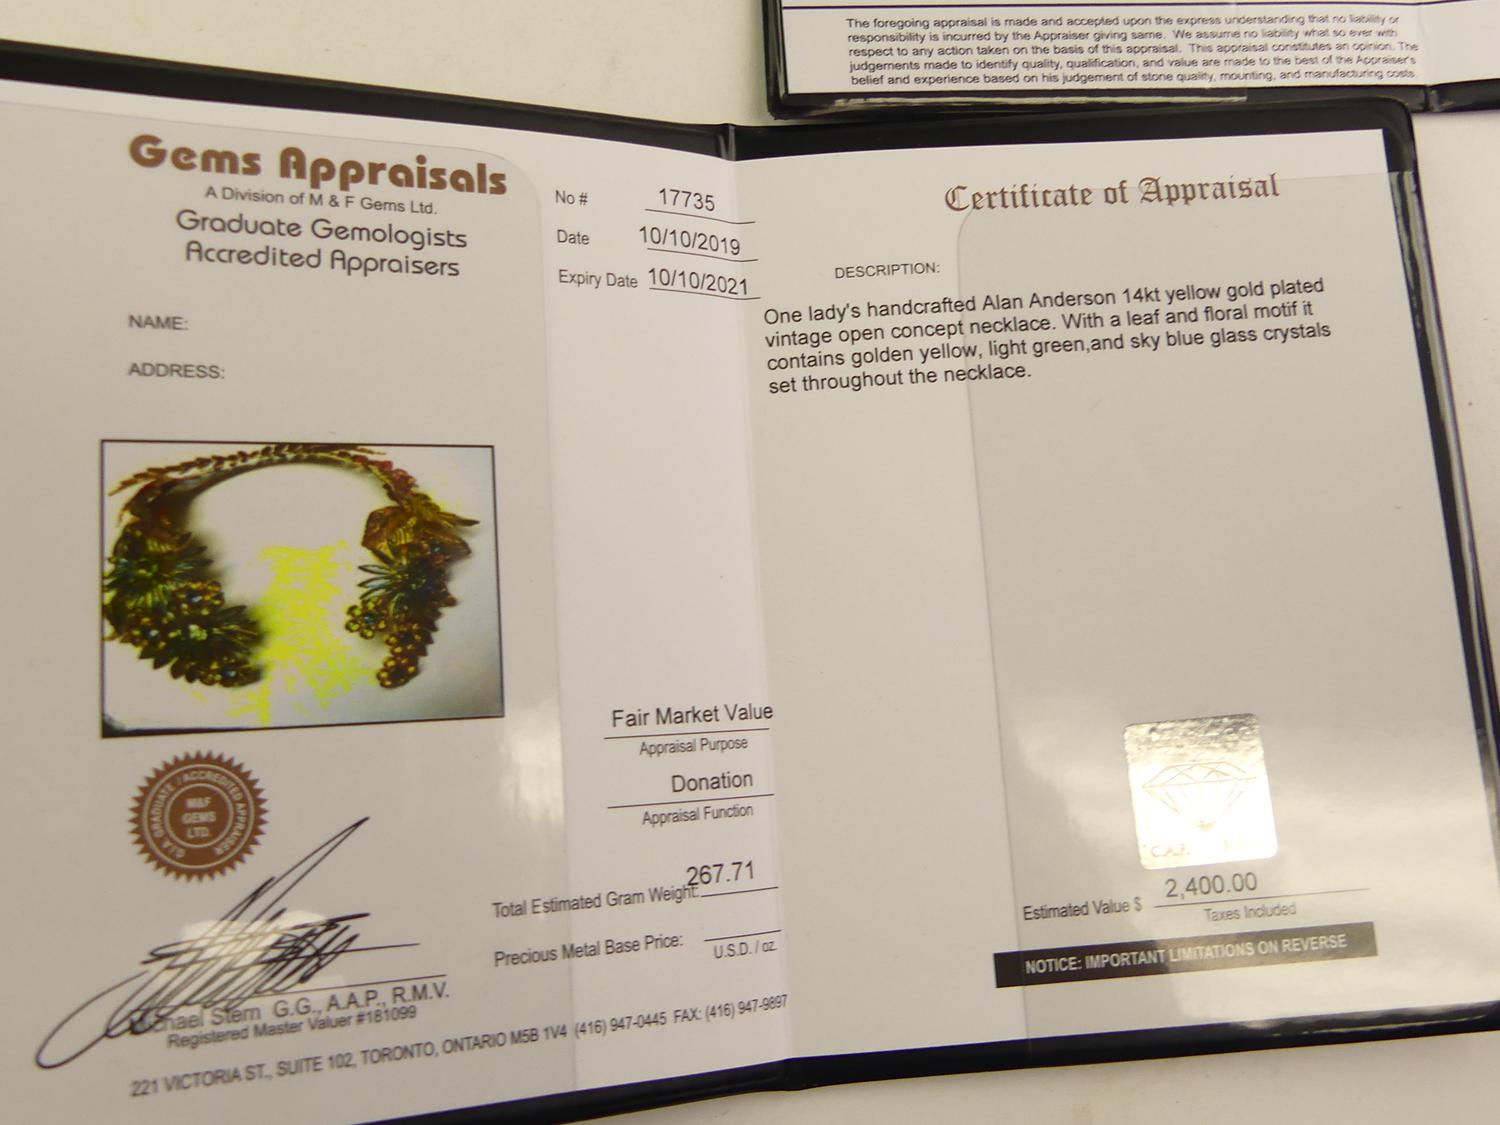 The foregoing appraisal is made and accepted upon the express understanding that no liability or
responsibility is incurred by the Appraiser giving same. We assume no liability what so ever with
respect to any action taken on the basis of this appraisal. This appraisal constitutes an opinion. The
judgements made to identify quality, qualification, and value are made to the best of the Appraiser's
belief and experience based on his judgement of stone quality, mounting, and manufacturing costs.
Gems Appraisals
A Division of M & F Gems Ltd.
Graduate Gemologists
Accredited Appraisers
NAME:
ADDRESS:
No # 17735
Date 10/10/2019
Expiry Date 10/10/2021
G.I.A. GRADUATE / ACCREDITED APPRAISER
M&F
GEMS
LTD.
Fair Market Value
Appraisal Purpose
Donation
Appraisal Function
Total Estimated Gram Weight: 267.71
Precious Metal Base Price:
U.S.D. / oz
Stern G.G., A.A.P., R.M.V.
Registered Master Valuer #181099
221 VICTORIA ST., SUITE 102, TORONTO, ONTARIO M5B 1V4 (416) 947-0445 FAX: (416) 947-9897
Certificate of Appraisal
DESCRIPTION:
One lady's handcrafted Alan Anderson 14kt yellow gold plated
vintage open concept necklace. With a leaf and floral motif it
contains golden yellow, light green,and sky blue glass crystals
set throughout the necklace.
Estimated Value $ 2,400.00
Taxes Included
NOTICE: IMPORTANT LIMITATIONS ON REVERSE